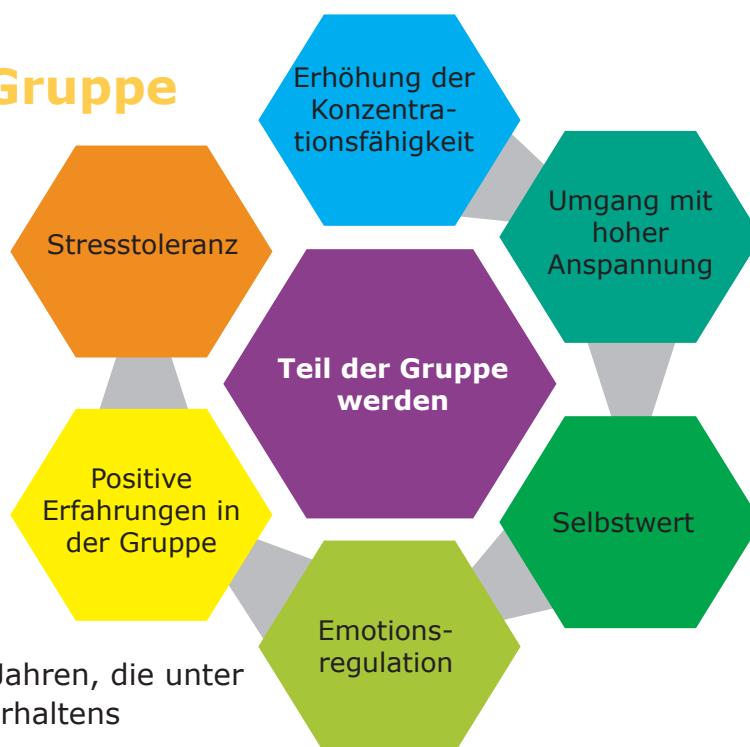 Gruppe
Erhöhung der
Konzentra-
tionsfähigkeit
Umgang mit
hoher
Anspannung
Stresstoleranz
Teil der Gruppe
werden
Positive
Erfahrungen in
der Gruppe
Selbstwert
Emotions-
regulation
Jahren, die unter
rhaltens